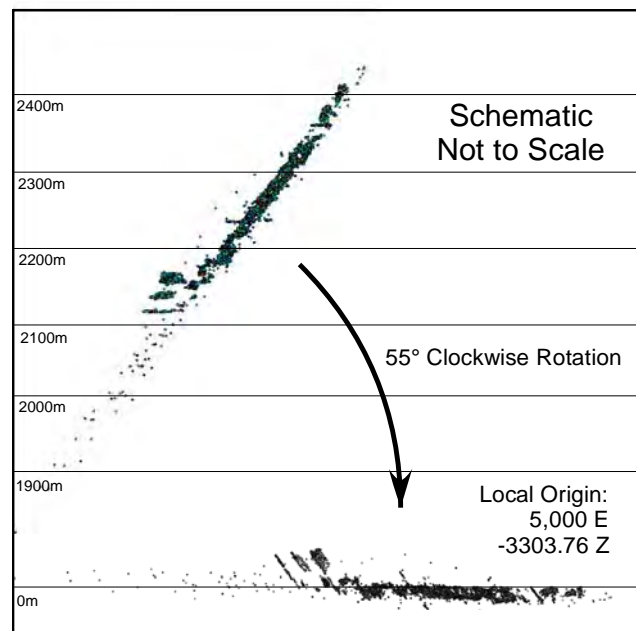 2400m
Schematic
Not to Scale
2300m
2200m
2100m
55° Clockwise Rotation
2000m
1900m
Local Origin:
5,000 E
-3303.76 Z
0m